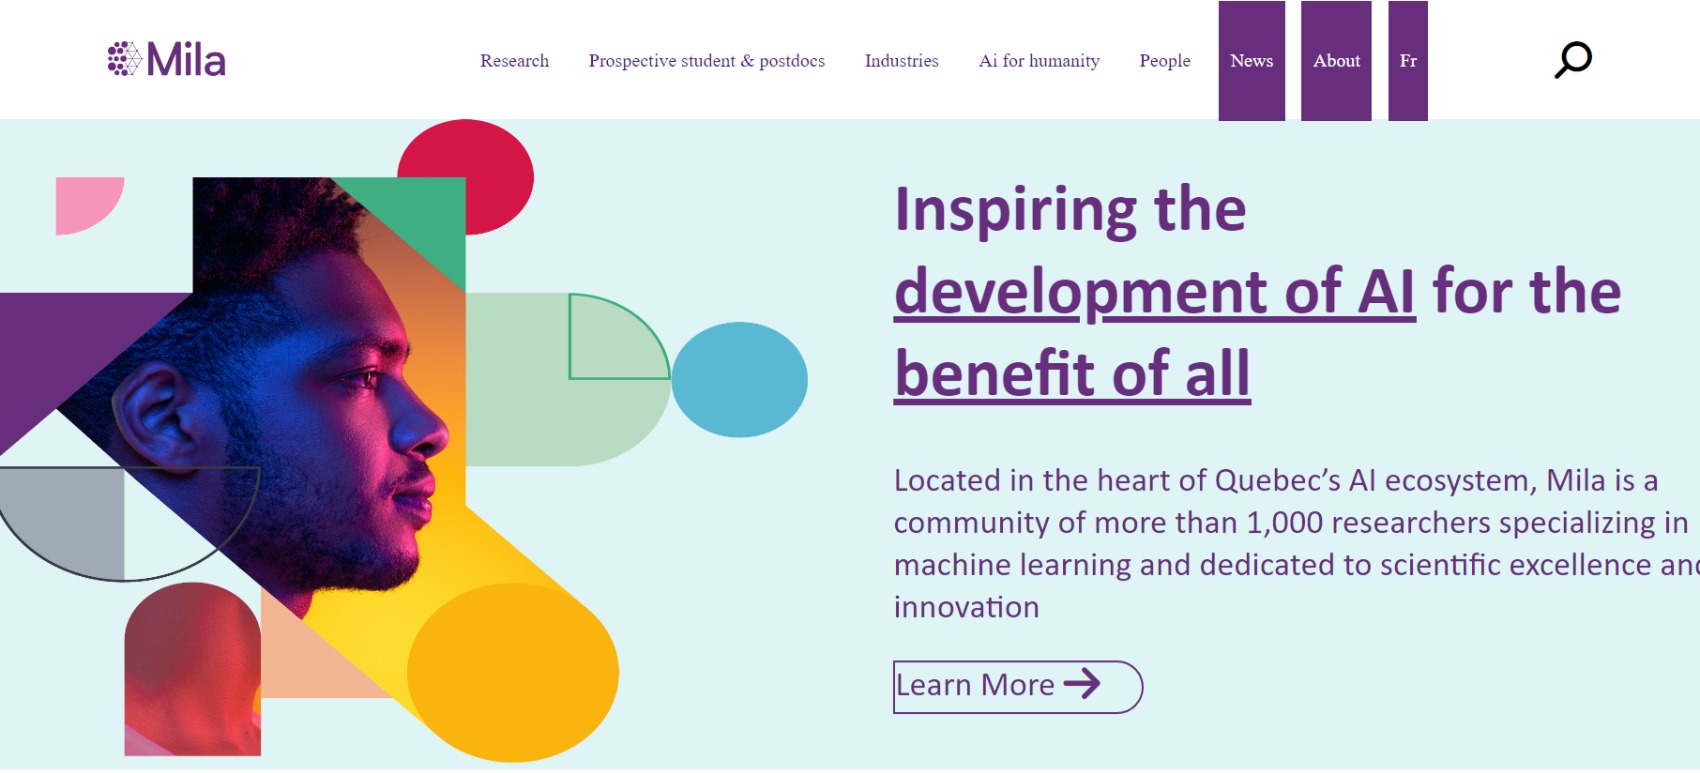 Mila
Research Prospective student & postdocs Industries Ai for humanity People News About Fr
Inspiring the
development of AI for the
benefit of all
Located in the heart of Quebec’s AI ecosystem, Mila is a
community of more than 1,000 researchers specializing in
machine learning and dedicated to scientific excellence and
innovation
Learn More